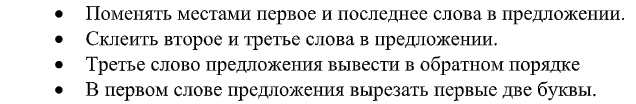 • Поменять местами первое и последнее слова в предложении.
• Склеить второе и третье слова в предложении.
• Третье слово предложения вывести в обратном порядке
• В первом слове предложения вырезать первые две буквы.